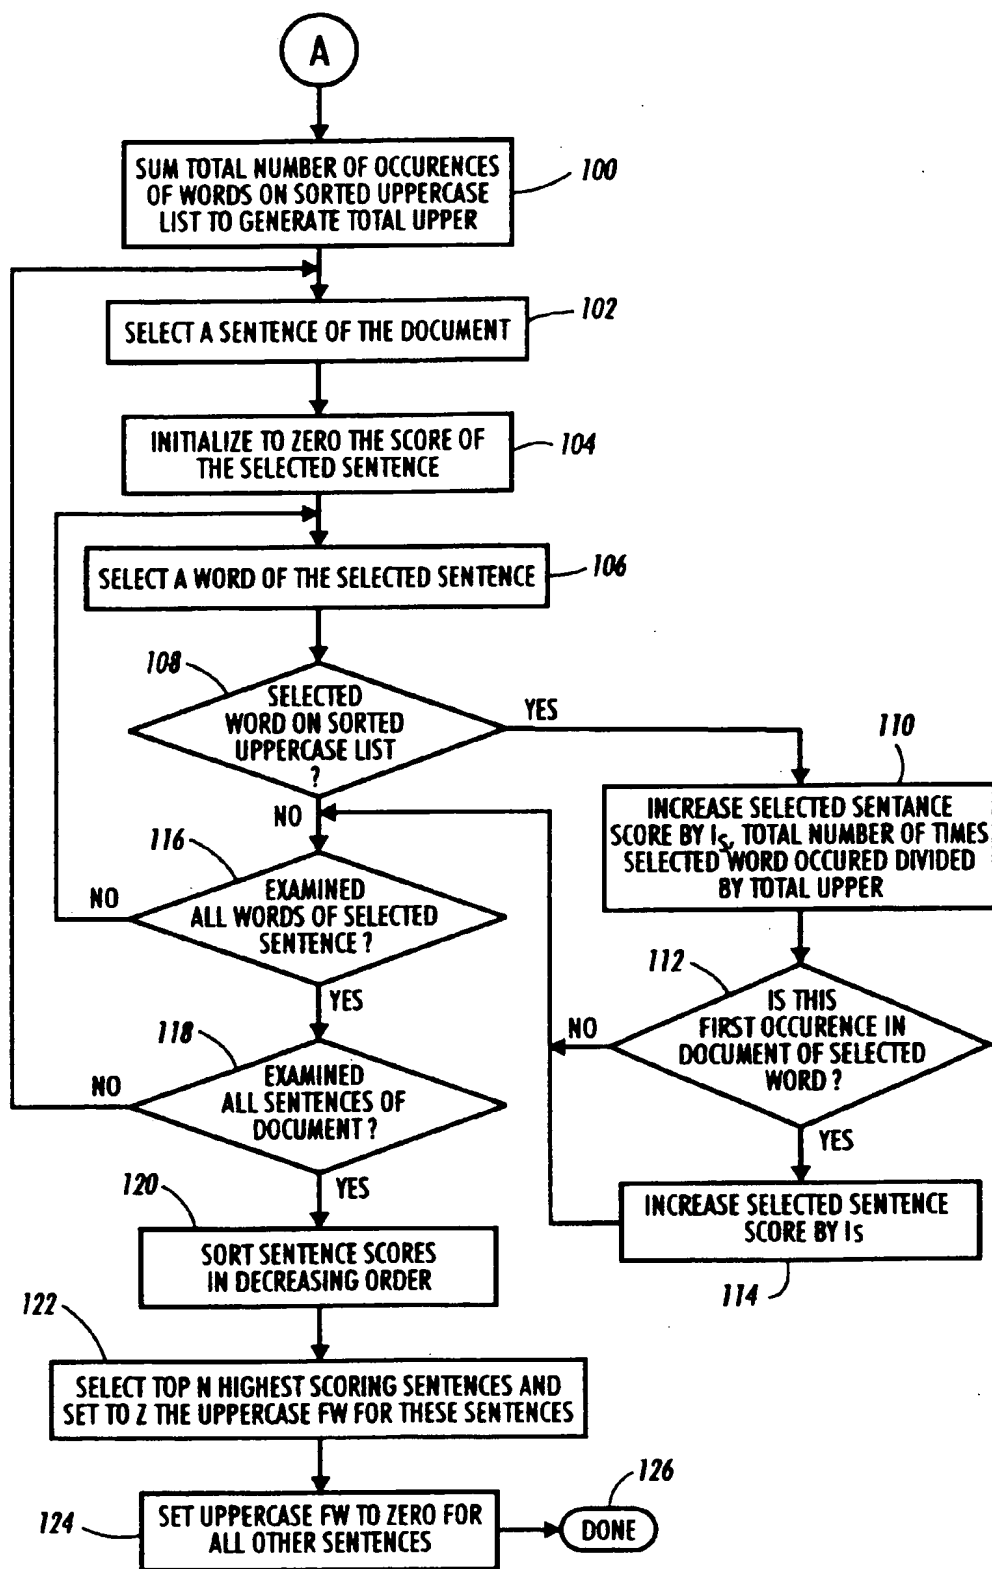 A
SUM TOTAL NUMBER OF OCCURENCES
OF WORDS ON SORTED UPPERCASE
LIST TO GENERATE TOTAL UPPER
100
SELECT A SENTENCE OF THE DOCUMENT
102
INITIALIZE TO ZERO THE SCORE OF
THE SELECTED SENTENCE
104
SELECT A WORD OF THE SELECTED SENTENCE
106
108
SELECTED
WORD ON SORTED
UPPERCASE LIST
?
YES
NO
110
INCREASE SELECTED SENTANCE
SCORE BY Is, TOTAL NUMBER OF TIMES
SELECTED WORD OCCURED DIVIDED
BY TOTAL UPPER
116
EXAMINED
ALL WORDS OF SELECTED
SENTENCE ?
NO
YES
112
IS THIS
FIRST OCCURENCE IN
DOCUMENT OF SELECTED
WORD ?
NO
YES
118
EXAMINED
ALL SENTENCES OF
DOCUMENT ?
NO
YES
INCREASE SELECTED SENTENCE
SCORE BY Is
114
120
SORT SENTENCE SCORES
IN DECREASING ORDER
122
SELECT TOP N HIGHEST SCORING SENTENCES AND
SET TO Z THE UPPERCASE FW FOR THESE SENTENCES
124
SET UPPERCASE FW TO ZERO FOR
ALL OTHER SENTENCES
126
DONE